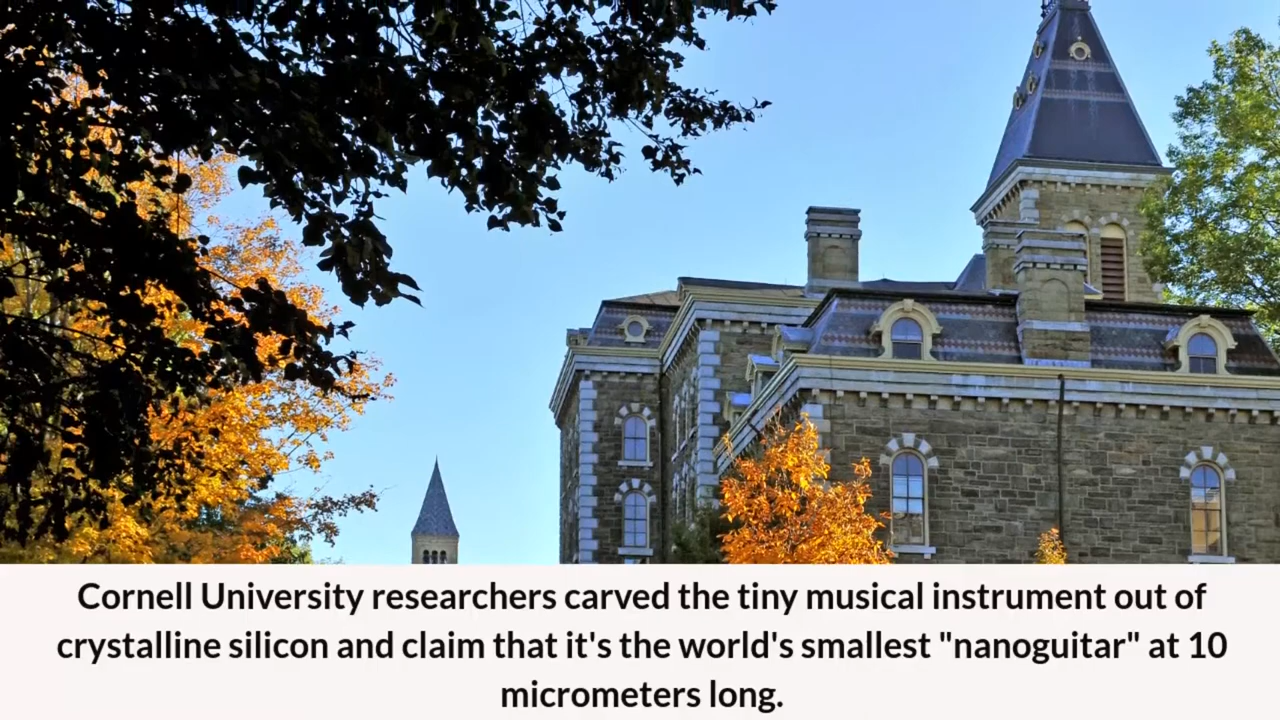 Cornell University researchers carved the tiny musical instrument out of
crystalline silicon and claim that it's the world's smallest "nanoguitar" at 10
micrometers long.